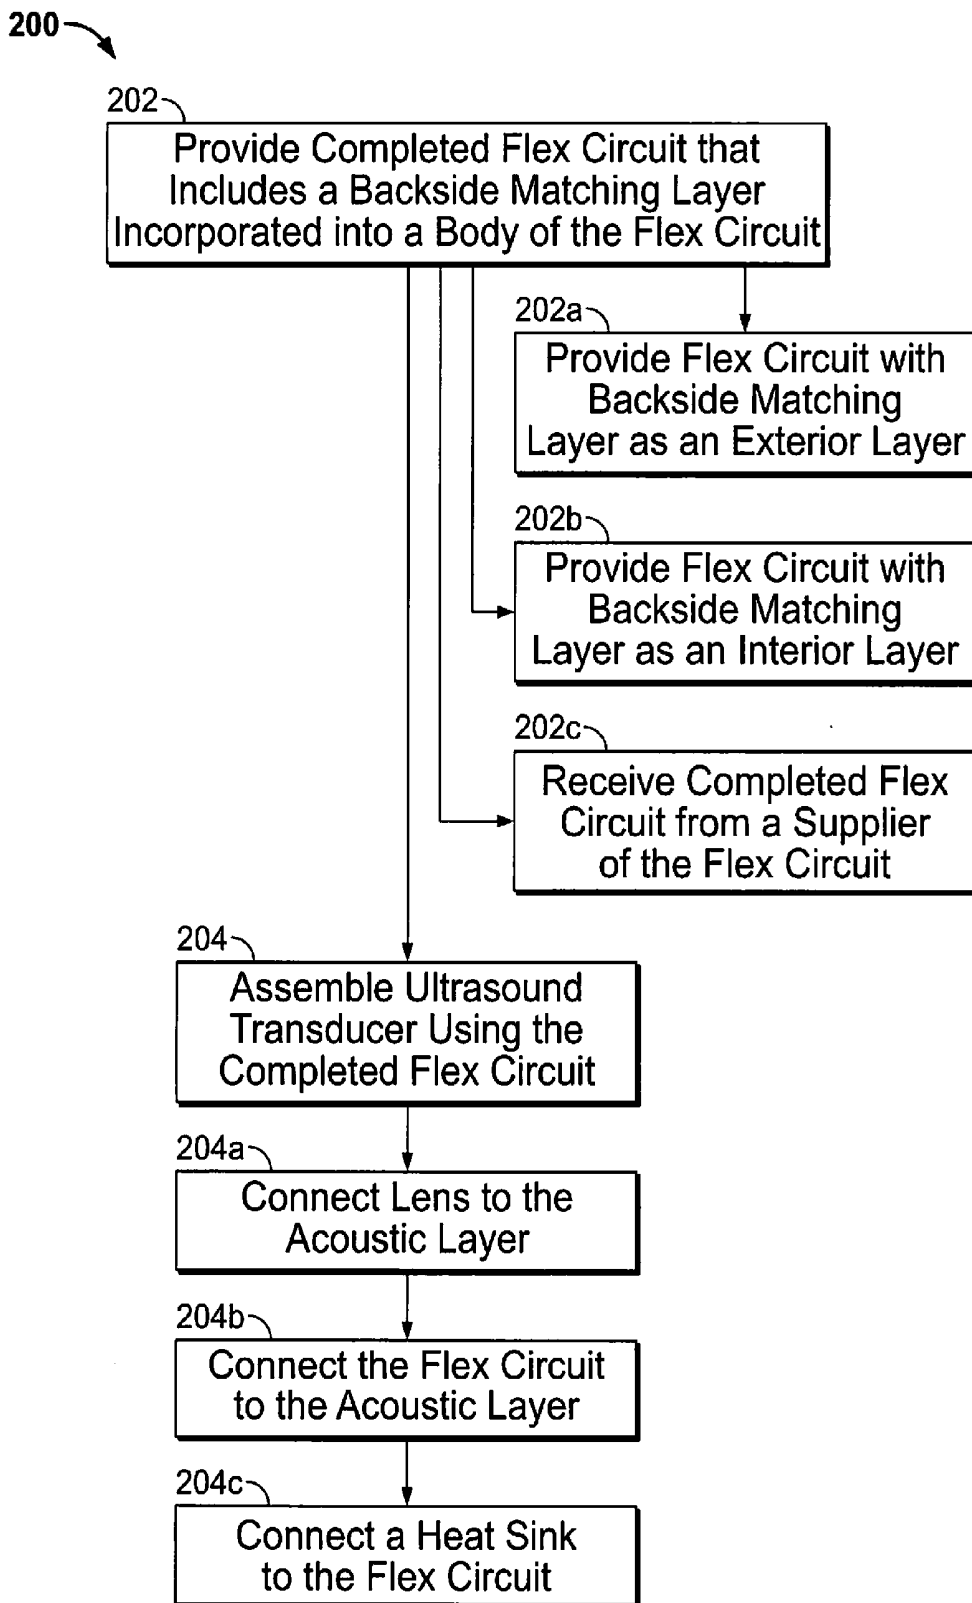 200
202
Provide Completed Flex Circuit that
Includes a Backside Matching Layer
Incorporated into a Body of the Flex Circuit
202a
Provide Flex Circuit with
Backside Matching
Layer as an Exterior Layer
202b
Provide Flex Circuit with
Backside Matching
Layer as an Interior Layer
202c
Receive Completed Flex
Circuit from a Supplier
of the Flex Circuit
204
Assemble Ultrasound
Transducer Using the
Completed Flex Circuit
204a
Connect Lens to the
Acoustic Layer
204b
Connect the Flex Circuit
to the Acoustic Layer
204c
Connect a Heat Sink
to the Flex Circuit